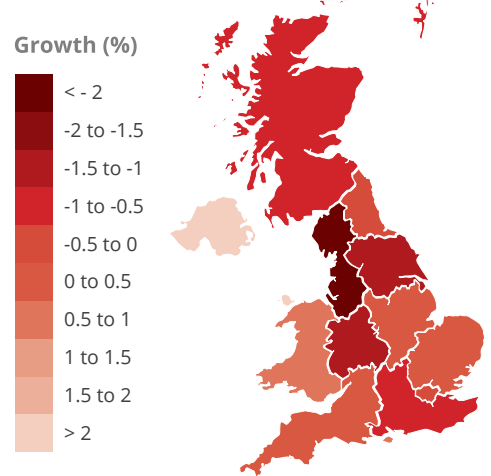 Growth (%)
< - 2
-2 to -1.5
-1.5 to -1
-1 to -0.5
-0.5 to 0
0 to 0.5
0.5 to 1
1 to 1.5
1.5 to 2
> 2